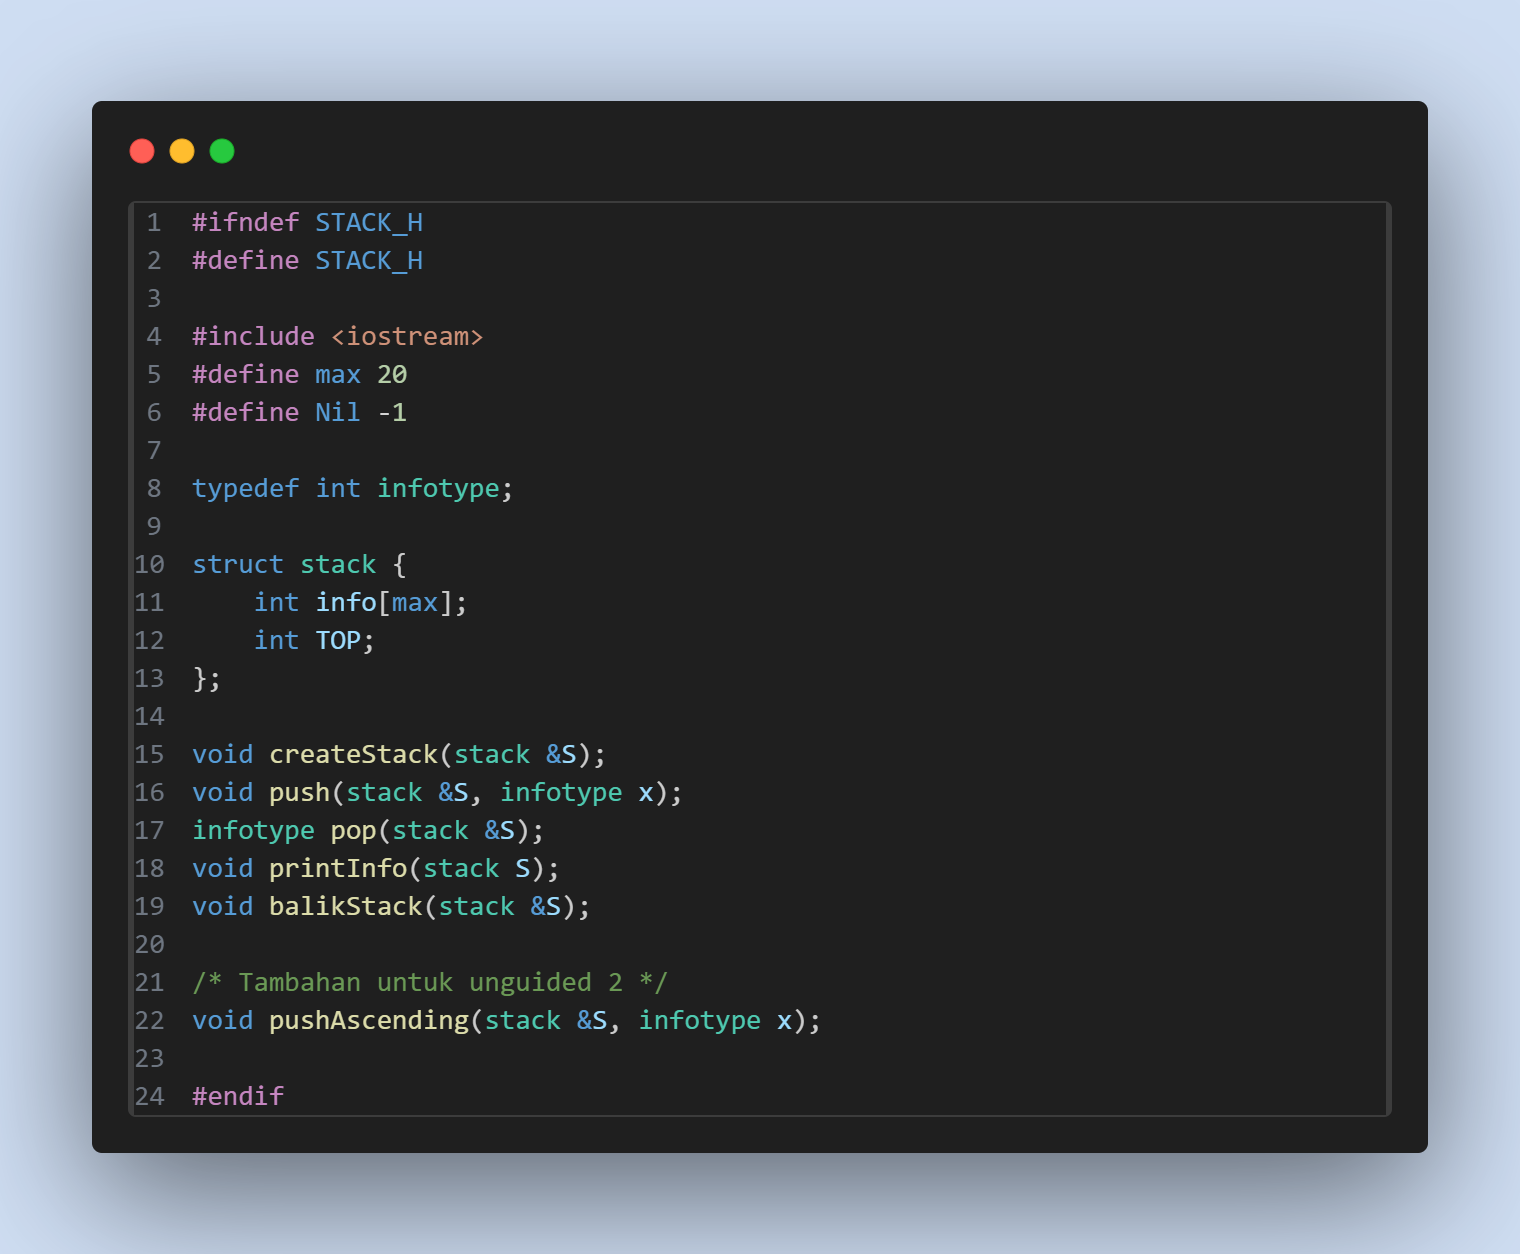 1 #ifndef STACK_H
2 #define STACK_H
3
4 #include <iostream>
5 #define max 20
6 #define Nil -1
7
8 typedef int infotype;
9
10 struct stack {
11     int info[max];
12     int TOP;
13 };
14
15 void createStack(stack &S);
16 void push(stack &S, infotype x);
17 infotype pop(stack &S);
18 void printInfo(stack S);
19 void balikStack(stack &S);
20
21 /* Tambahan untuk unguided 2 */
22 void pushAscending(stack &S, infotype x);
23
24 #endif